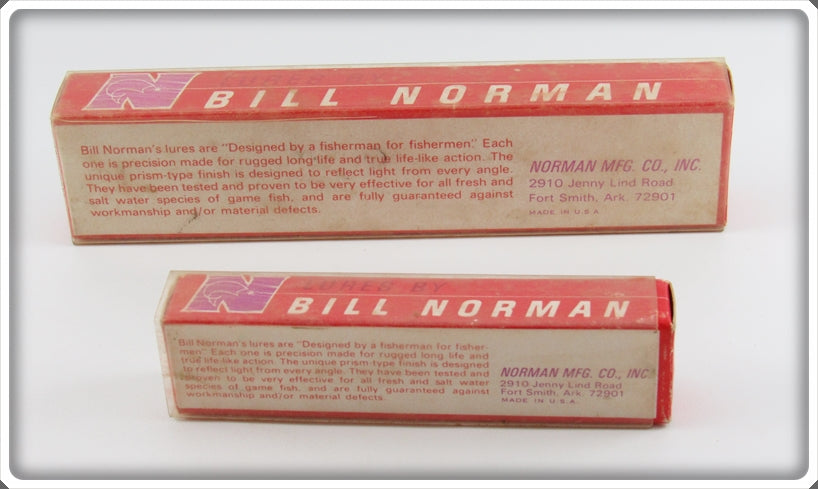 N
LURES BY
BILL NORMAN
Bill Norman's lures are "Designed by a fisherman for fishermen." Each
one is precision made for rugged long life and true life-like action. The
unique prism-type finish is designed to reflect light from every angle.
They have been tested and proven to be very effective for all fresh and
salt water species of game fish, and are fully guaranteed against
workmanship and/or material defects.
NORMAN MFG. CO., INC.
2910 Jenny Lind Road
Fort Smith, Ark. 72901
MADE IN U.S.A.
N
LURES BY
BILL NORMAN
Bill Norman's lures are "Designed by a fisherman for fisher-
men." Each one is precision made for rugged long life and
true life-like action. The unique prism-type finish is designed
to reflect light from every angle. They have been tested and
proven to be very effective for all fresh and salt water
species of game fish, and are fully guaranteed against
workmanship and/or material defects.
NORMAN MFG. CO., INC.
2910 Jenny Lind Road
Fort Smith, Ark. 72901
MADE IN U.S.A.